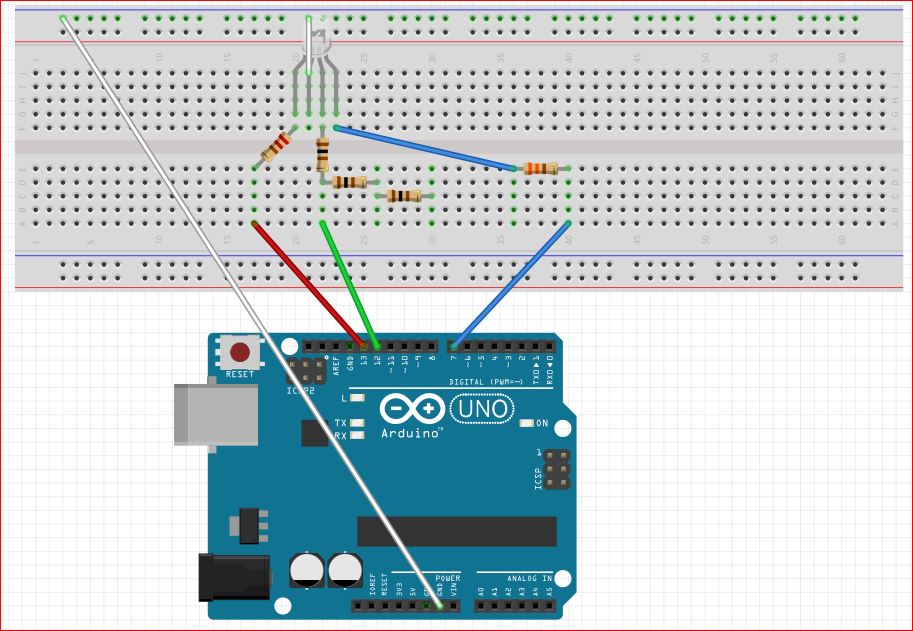 1 5 10 15 20 25 30 35 40 45 50 55 60
J
I
H
G
F
E
D
C
B
A
1 5 10 15 20 25 30 35 40 45 50 55 60
RESET
ICSP2
AREF
GND
13
12
~11
~10
~9
8
7
~6
~5
4
~3
2
TX0▶1
RX0◀0
DIGITAL (PWM=~)
L
TX
RX
Arduino™
UNO
ON
1
ICSP
IOREF
RESET
3V3
5V
GND
VIN
POWER
ANALOG IN
A0
A1
A2
A3
A4
A5